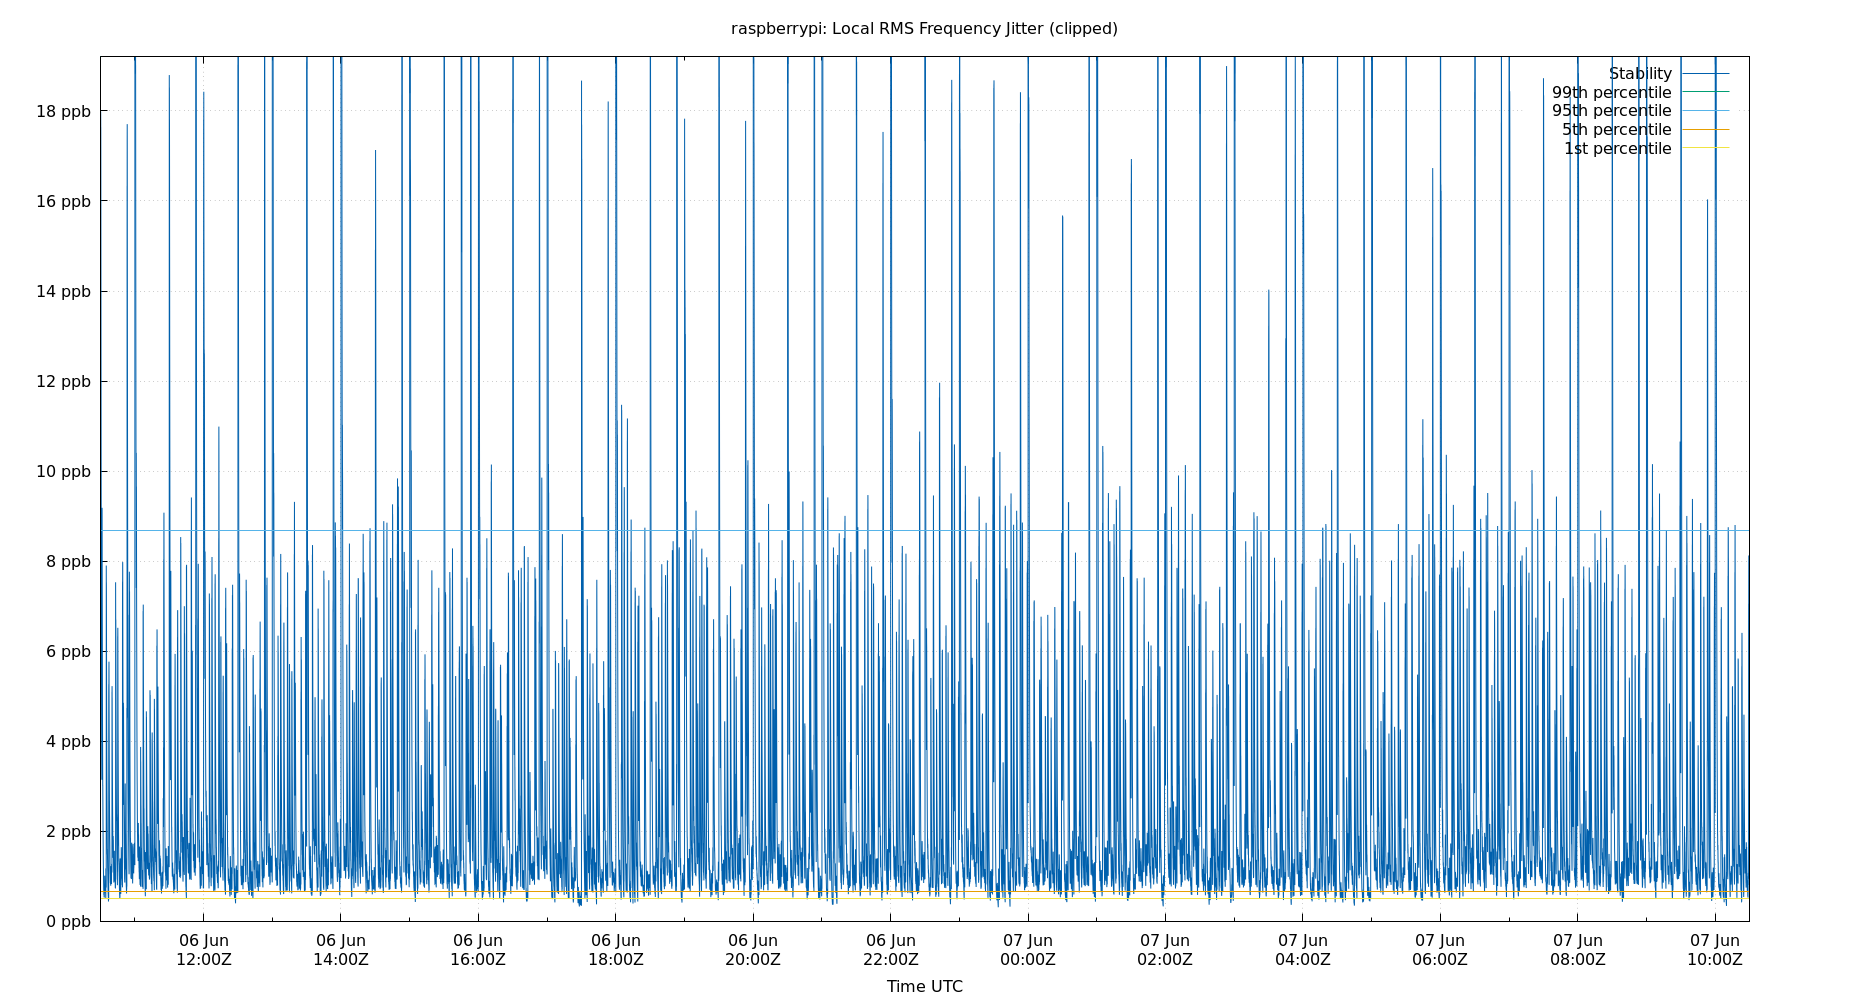 raspberrypi: Local RMS Frequency Jitter (clipped)
Stability
99th percentile
95th percentile
5th percentile
1st percentile
18 ppb
16 ppb
14 ppb
12 ppb
10 ppb
8 ppb
6 ppb
4 ppb
2 ppb
0 ppb
06 Jun 06 Jun 06 Jun 06 Jun 06 Jun 06 Jun 07 Jun 07 Jun 07 Jun 07 Jun 07 Jun 07 Jun
12:00Z 14:00Z 16:00Z 18:00Z 20:00Z 22:00Z 00:00Z 02:00Z 04:00Z 06:00Z 08:00Z 10:00Z
Time UTC